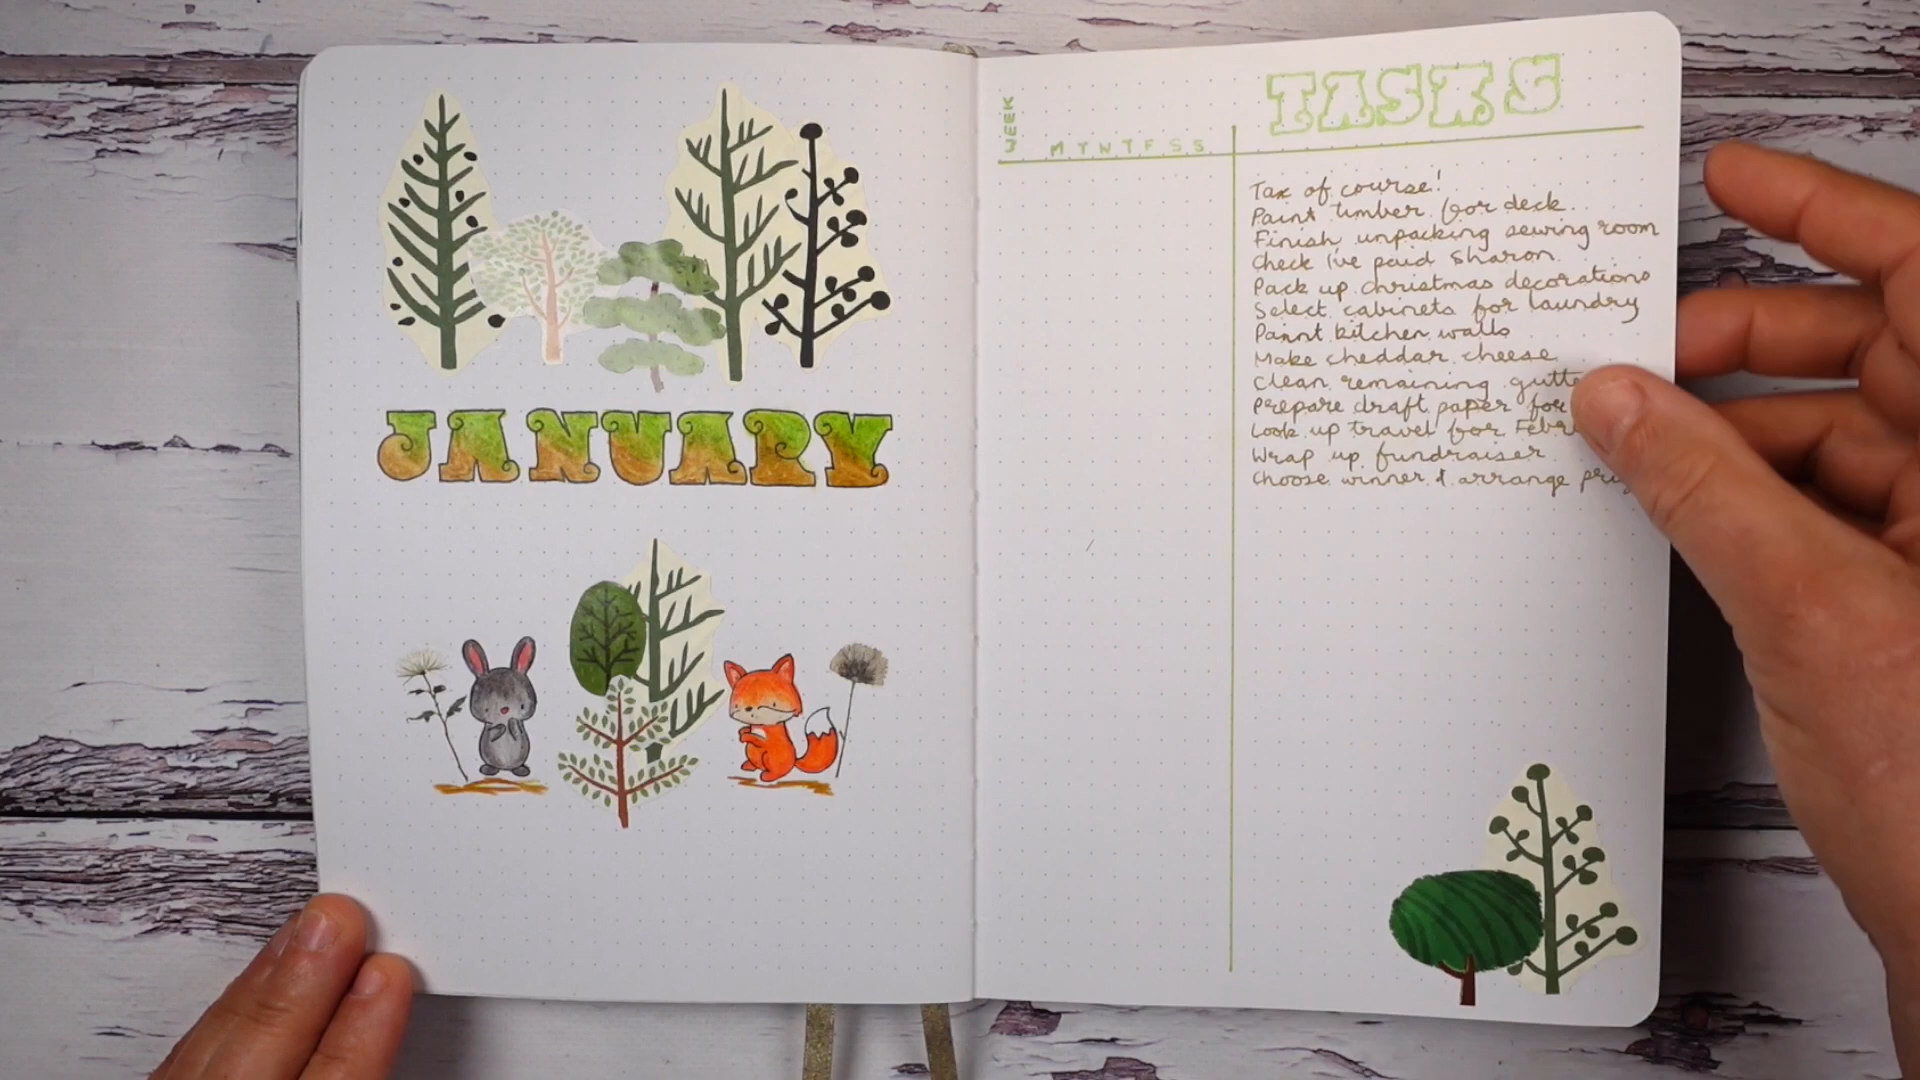 JANUARY
WEEK
M T W T F S S
TASKS
Tax of course!
Paint timber for deck
Finish unpacking sewing room
Check I've paid Sharon
Pack up christmas decorations
Select cabinets for laundry
Paint kitchen walls
Make cheddar cheese
Clean remaining
Prepare draft paper for
Look up travel for
Wrap up fundraiser
Choose winner & arrange